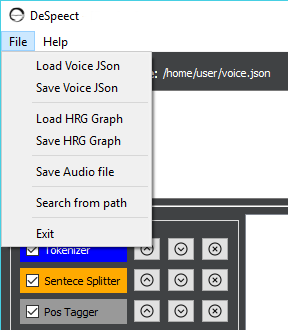 DeSpeect
File Help
Load Voice JSon
Save Voice JSon
/home/user/voice.json
Load HRG Graph
Save HRG Graph
Save Audio file
Search from path
Exit
Tokenizer
Sentece Splitter
Pos Tagger